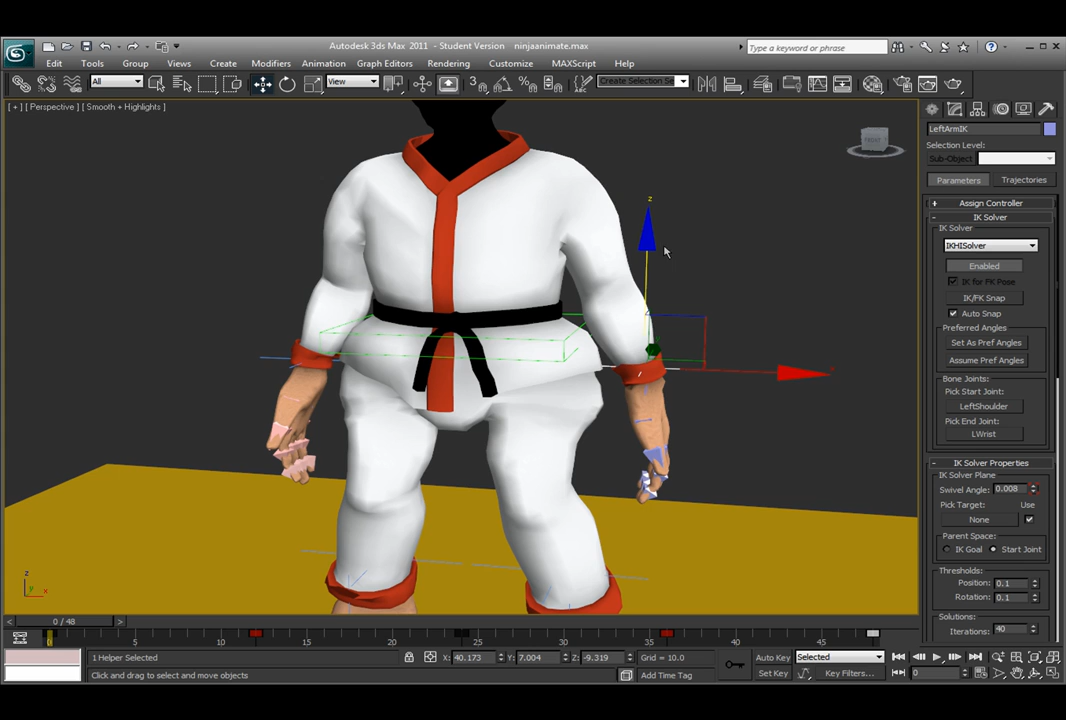 Autodesk 3ds Max 2011 - Student Version ninjaanimate.max
Type a keyword or phrase
Edit Tools Group Views Create Modifiers Animation Graph Editors Rendering Customize MAXScript Help
All View Create Selection Se
[ + ] [ Perspective ] [ Smooth + Highlights ]
FRONT
LeftArmIK
Selection Level:
Sub-Object
Parameters Trajectories
+ Assign Controller
- IK Solver
IK Solver
IKHISolver
Enabled
IK for FK Pose
IK/FK Snap
Auto Snap
Preferred Angles
Set As Pref Angles
Assume Pref Angles
Bone Joints:
Pick Start Joint:
LeftShoulder
Pick End Joint:
LWrist
- IK Solver Properties
IK Solver Plane
Swivel Angle: 0.008
Pick Target: Use
None
Parent Space:
IK Goal Start Joint
Thresholds:
Position: 0.1
Rotation: 0.1
Solutions:
Iterations: 40
z
x
z
y
x
< 0 / 48 >
0 5 10 15 20 25 30 35 40 45
1 Helper Selected X: 40.173 Y: 7.004 Z: -9.319 Grid = 10.0 Auto Key Selected
Click and drag to select and move objects Add Time Tag Set Key Key Filters... 0